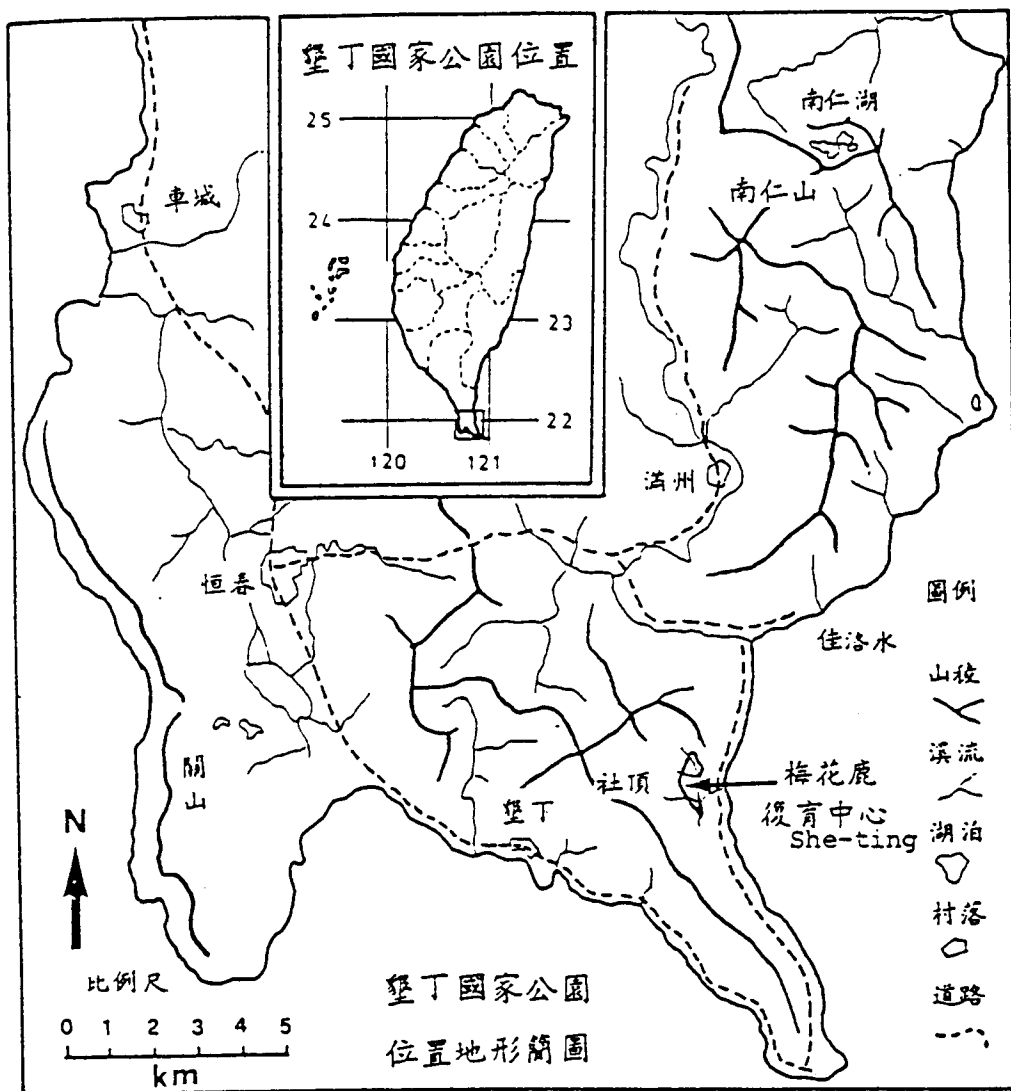 墾丁國家公園位置
25
24
23
22
120
121
南仁湖
南仁山
車城
滿州
恒春
圖例
佳洛水
山稜
溪流
關山
社頂
梅花鹿
復育中心
She-ting
墾丁
湖泊
村落
道路
N
比例尺
0 1 2 3 4 5
km
墾丁國家公園
位置地形簡圖